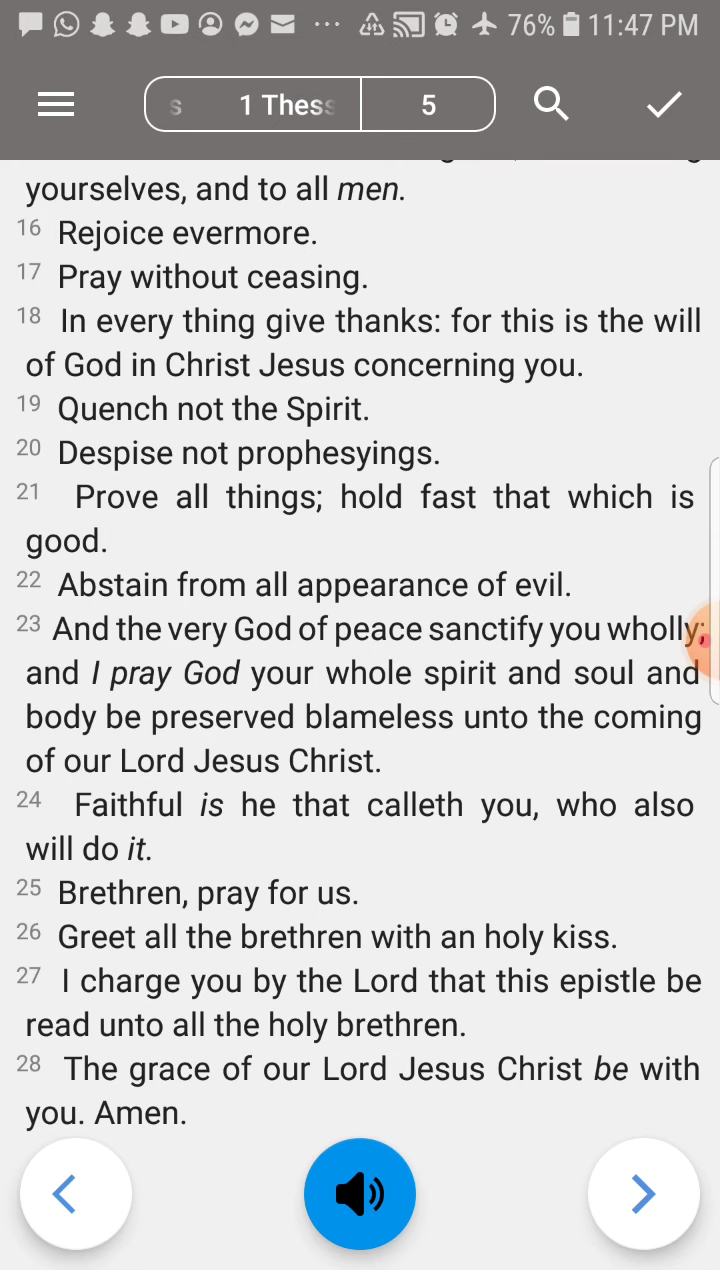 76% 11:47 PM
s 1 Thess 5
yourselves, and to all men.
16 Rejoice evermore.
17 Pray without ceasing.
18 In every thing give thanks: for this is the will
of God in Christ Jesus concerning you.
19 Quench not the Spirit.
20 Despise not prophesyings.
21 Prove all things; hold fast that which is
good.
22 Abstain from all appearance of evil.
23 And the very God of peace sanctify you wholly;
and I pray God your whole spirit and soul and
body be preserved blameless unto the coming
of our Lord Jesus Christ.
24 Faithful is he that calleth you, who also
will do it.
25 Brethren, pray for us.
26 Greet all the brethren with an holy kiss.
27 I charge you by the Lord that this epistle be
read unto all the holy brethren.
28 The grace of our Lord Jesus Christ be with
you. Amen.